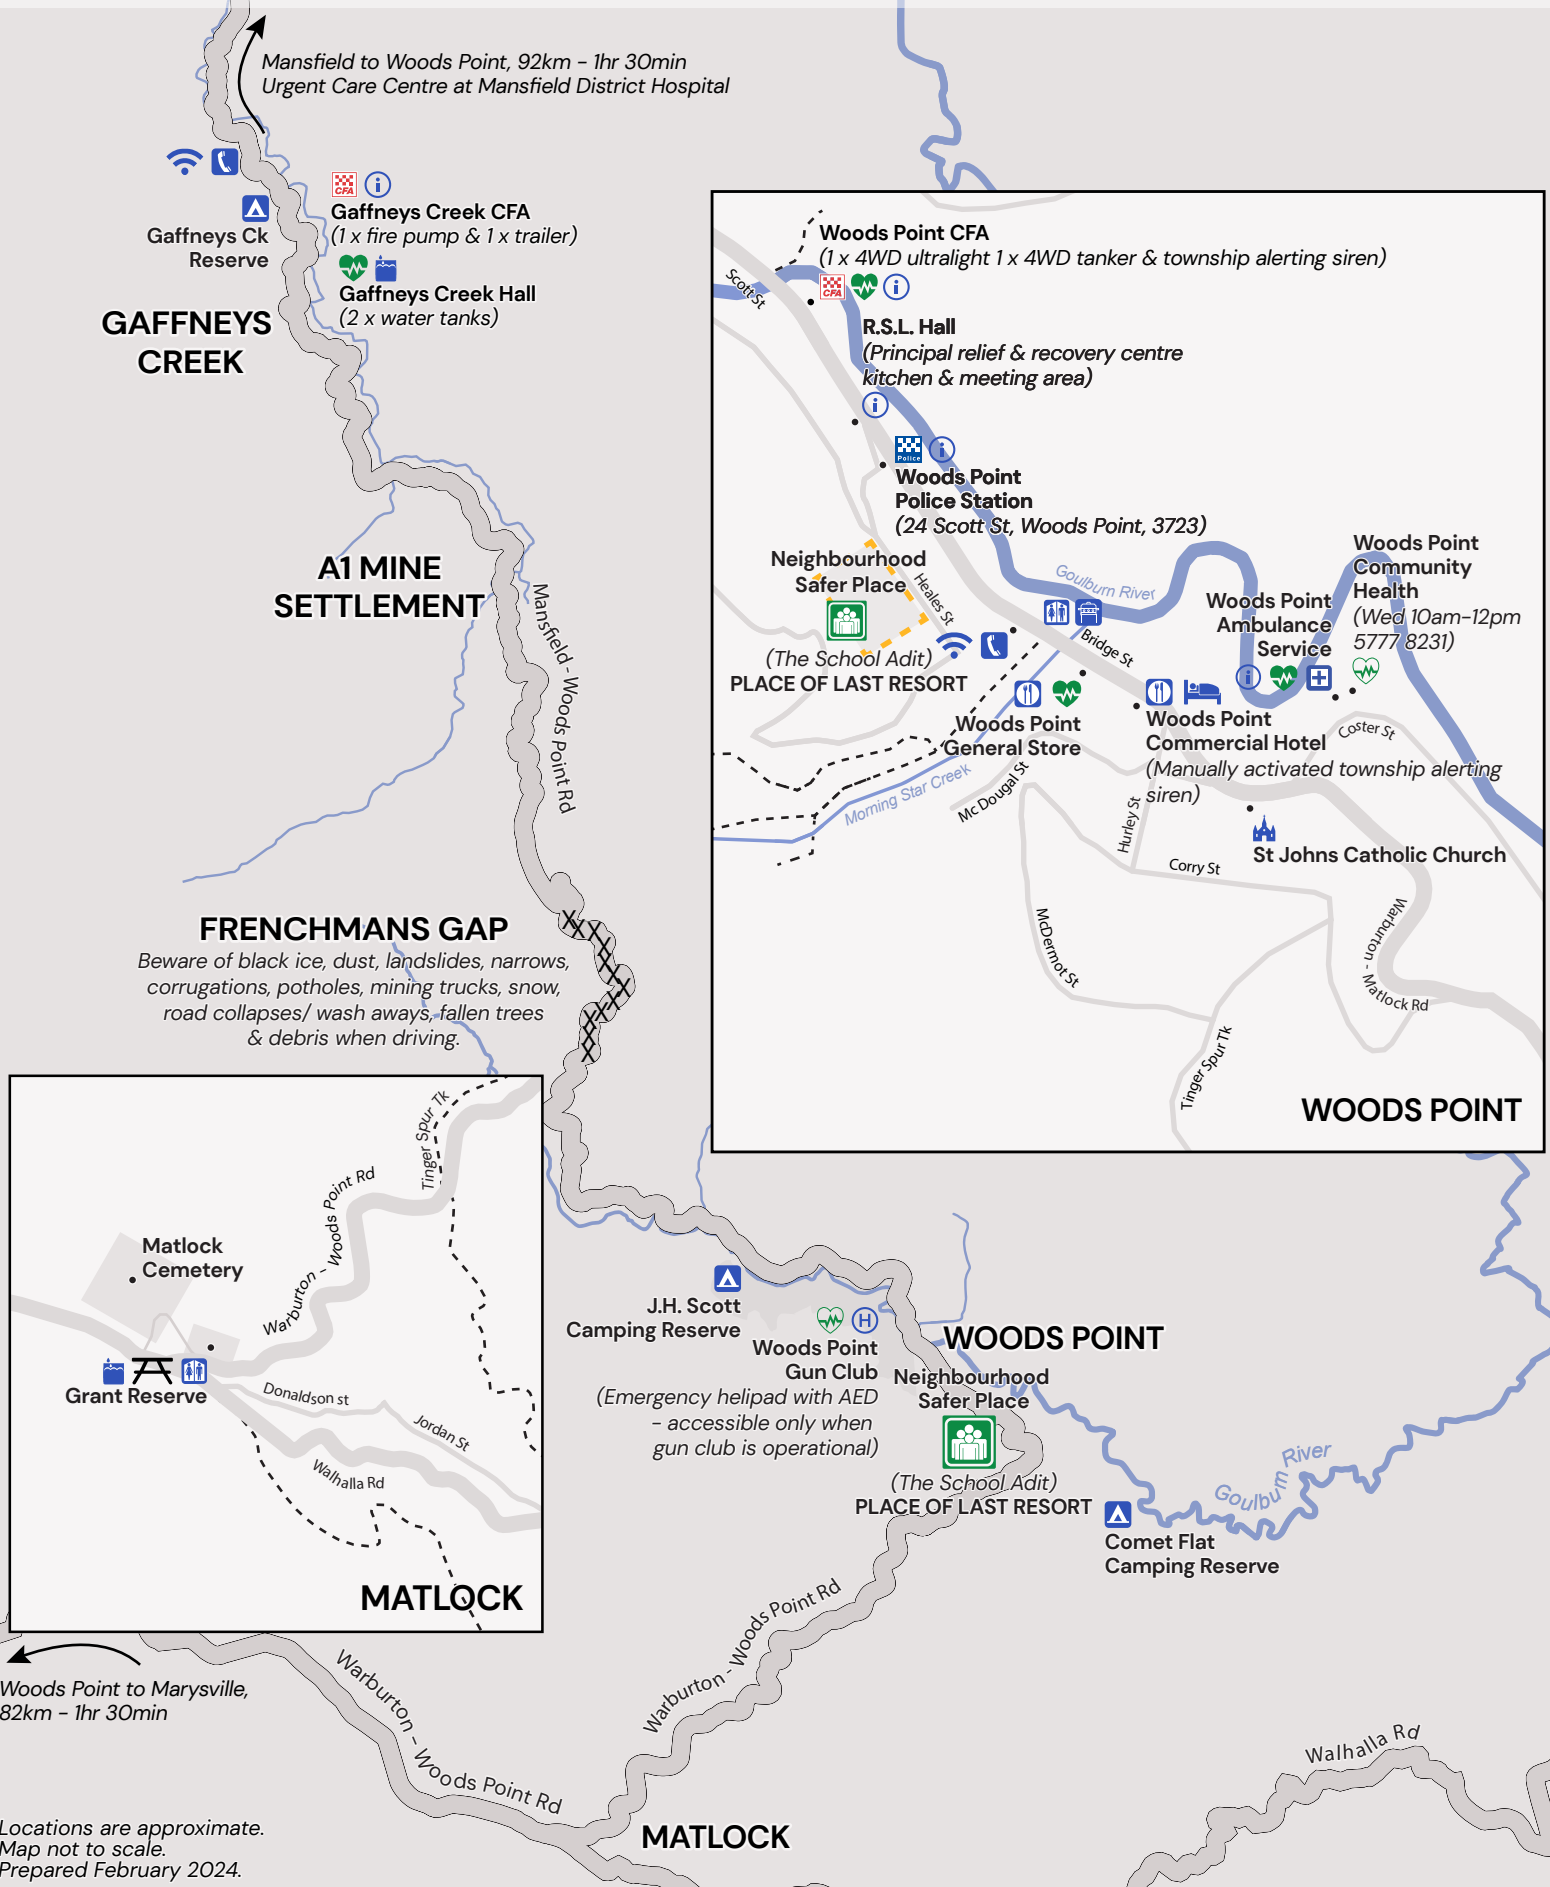 Mansfield to Woods Point, 92km - 1hr 30min
Urgent Care Centre at Mansfield District Hospital
CFA
Gaffneys Creek CFA
(1 x fire pump & 1 x trailer)
Gaffneys Ck
Reserve
Gaffneys Creek Hall
(2 x water tanks)
GAFFNEYS
CREEK
A1 MINE
SETTLEMENT
Mansfield - Woods Point Rd
FRENCHMANS GAP
Beware of black ice, dust, landslides, narrows,
corrugations, potholes, mining trucks, snow,
road collapses/ wash aways, fallen trees
& debris when driving.
Woods Point CFA
(1 x 4WD ultralight 1 x 4WD tanker & township alerting siren)
Scott St
CFA
R.S.L. Hall
(Principal relief & recovery centre
kitchen & meeting area)
Police
Woods Point
Police Station
(24 Scott St, Woods Point, 3723)
Neighbourhood
Safer Place
Heales St
(The School Adit)
PLACE OF LAST RESORT
Goulburn River
Bridge St
Woods Point
Ambulance
Service
Woods Point
Community
Health
(Wed 10am-12pm
5777 8231)
Woods Point
General Store
Woods Point
Commercial Hotel
(Manually activated township alerting
siren)
Coster St
Morning Star Creek
Mc Dougal St
Hurley St
St Johns Catholic Church
Corry St
McDermot St
Warburton - Matlock Rd
Tinger Spur Tk
WOODS POINT
Tinger Spur Tk
Warburton - Woods Point Rd
Matlock
Cemetery
Grant Reserve
Donaldson st
Jordan St
Walhalla Rd
MATLOCK
J.H. Scott
Camping Reserve
H
Woods Point
Gun Club
(Emergency helipad with AED
- accessible only when
gun club is operational)
WOODS POINT
Neighbourhood
Safer Place
(The School Adit)
PLACE OF LAST RESORT
Goulburn River
Comet Flat
Camping Reserve
Warburton - Woods Point Rd
Woods Point to Marysville,
82km - 1hr 30min
Warburton - Woods Point Rd
Walhalla Rd
MATLOCK
Locations are approximate.
Map not to scale.
Prepared February 2024.